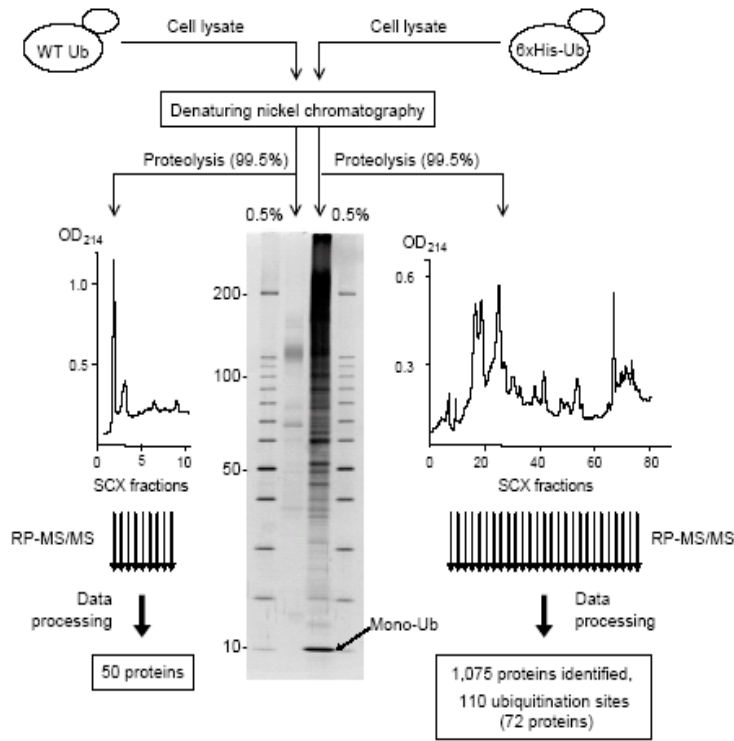 WT Ub
Cell lysate
Cell lysate
6xHis-Ub
Denaturing nickel chromatography
Proteolysis (99.5%)
Proteolysis (99.5%)
0.5%
0.5%
OD214
1.0
0.5
0
5
10
SCX fractions
200-
100-
50-
10-
Mono-Ub
OD214
0.6
0.3
0
20
40
60
80
SCX fractions
RP-MS/MS
RP-MS/MS
Data
processing
Data
processing
50 proteins
1,075 proteins identified,
110 ubiquitination sites
(72 proteins)